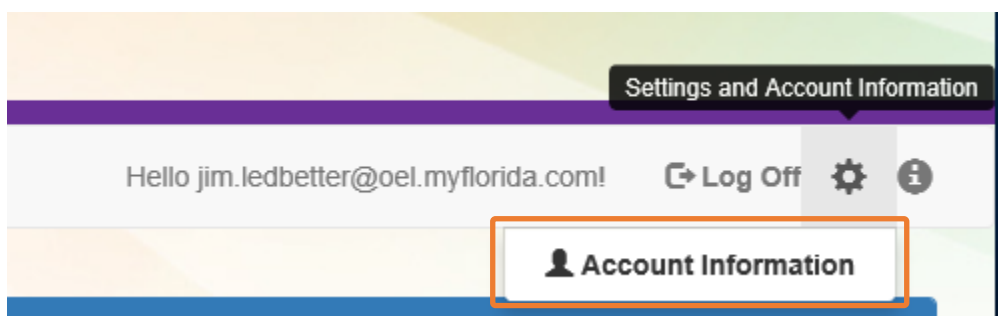 Settings and Account Information
Hello jim.ledbetter@oel.myflorida.com! Log Off
Account Information